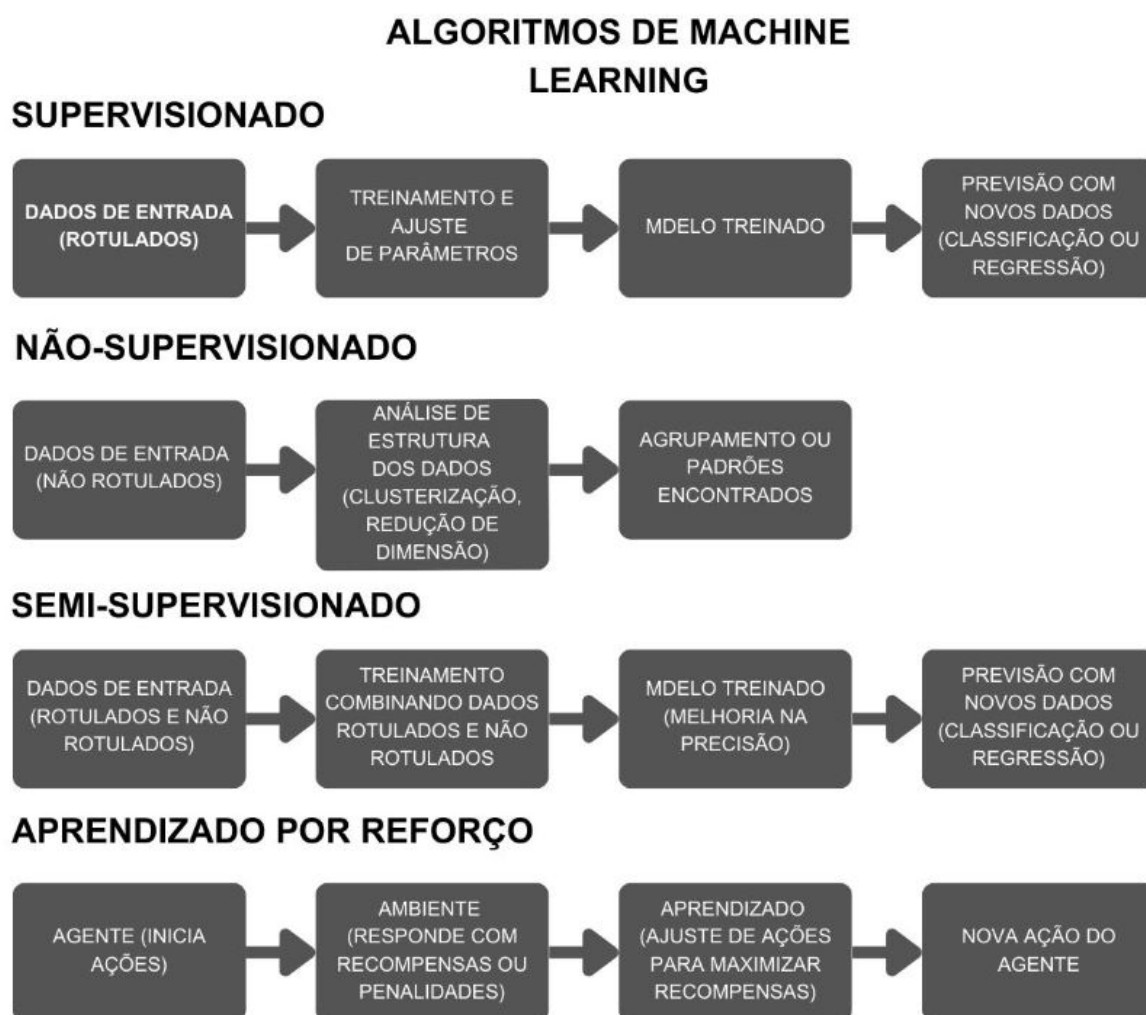 ALGORITMOS DE MACHINE
LEARNING
SUPERVISIONADO
DADOS DE ENTRADA
(ROTULADOS)
TREINAMENTO E
AJUSTE
DE PARÂMETROS
MDELO TREINADO
PREVISÃO COM
NOVOS DADOS
(CLASSIFICAÇÃO OU
REGRESSÃO)
NÃO-SUPERVISIONADO
DADOS DE ENTRADA
(NÃO ROTULADOS)
ANÁLISE DE
ESTRUTURA
DOS DADOS
(CLUSTERIZAÇÃO,
REDUÇÃO DE
DIMENSÃO)
AGRUPAMENTO OU
PADRÕES
ENCONTRADOS
SEMI-SUPERVISIONADO
DADOS DE ENTRADA
(ROTULADOS E NÃO
ROTULADOS)
TREINAMENTO
COMBINANDO DADOS
ROTULADOS E NÃO
ROTULADOS
MDELO TREINADO
(MELHORIA NA
PRECISÃO)
PREVISÃO COM
NOVOS DADOS
(CLASSIFICAÇÃO OU
REGRESSÃO)
APRENDIZADO POR REFORÇO
AGENTE (INICIA
AÇÕES)
AMBIENTE
(RESPONDE COM
RECOMPENSAS OU
PENALIDADES)
APRENDIZADO
(AJUSTE DE AÇÕES
PARA MAXIMIZAR
RECOMPENSAS)
NOVA AÇÃO DO
AGENTE